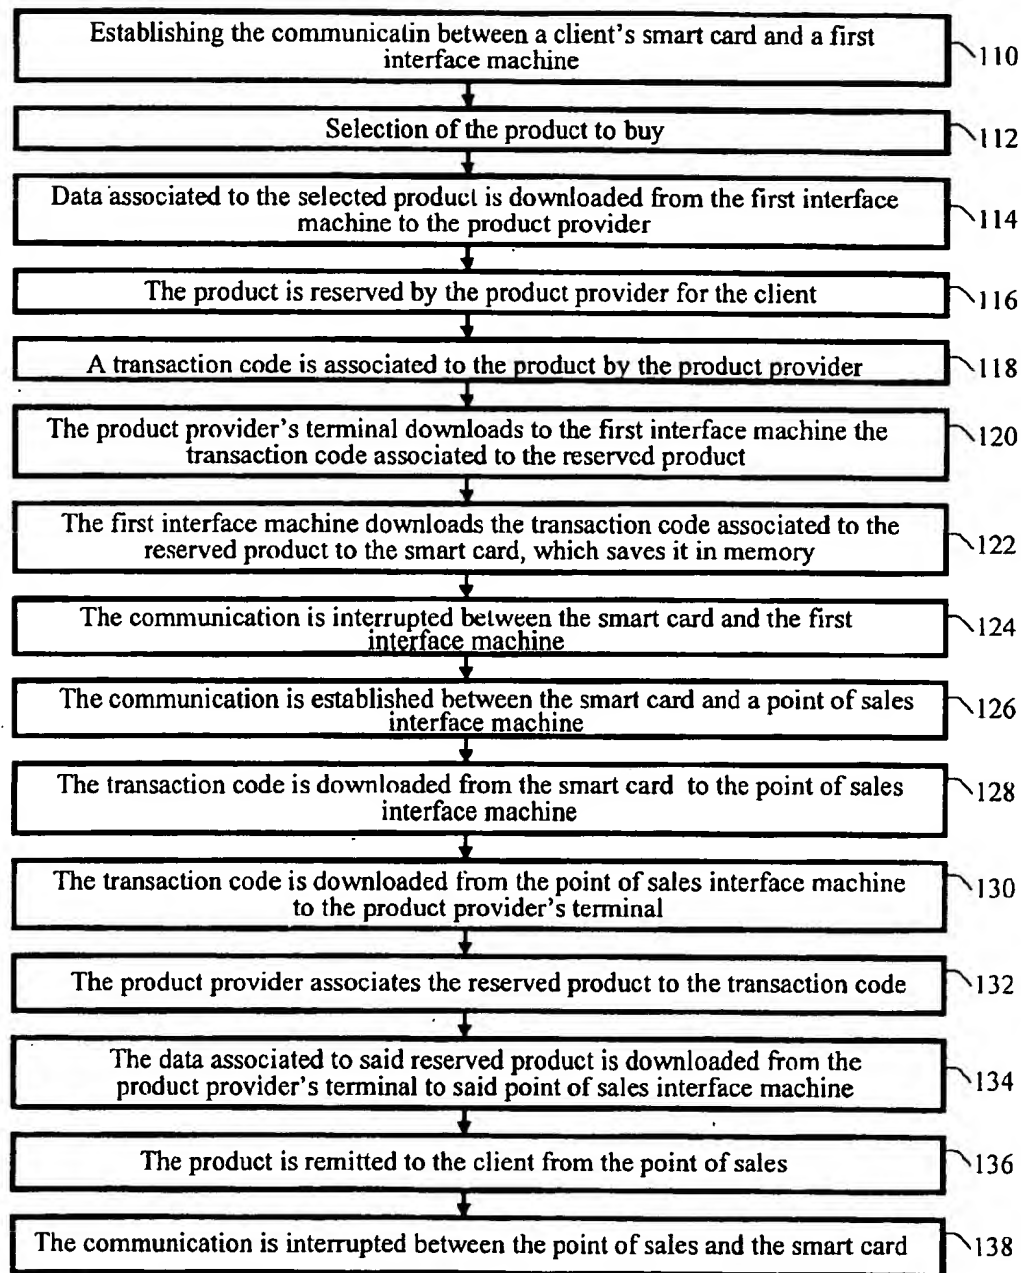 Establishing the communicatin between a client's smart card and a first
interface machine
110
Selection of the product to buy
112
Data associated to the selected product is downloaded from the first interface
machine to the product provider
114
The product is reserved by the product provider for the client
116
A transaction code is associated to the product by the product provider
118
The product provider's terminal downloads to the first interface machine the
transaction code associated to the reserved product
120
The first interface machine downloads the transaction code associated to the
reserved product to the smart card, which saves it in memory
122
The communication is interrupted between the smart card and the first
interface machine
124
The communication is established between the smart card and a point of sales
interface machine
126
The transaction code is downloaded from the smart card to the point of sales
interface machine
128
The transaction code is downloaded from the point of sales interface machine
to the product provider's terminal
130
The product provider associates the reserved product to the transaction code
132
The data associated to said reserved product is downloaded from the
product provider's terminal to said point of sales interface machine
134
The product is remitted to the client from the point of sales
136
The communication is interrupted between the point of sales and the smart card
138